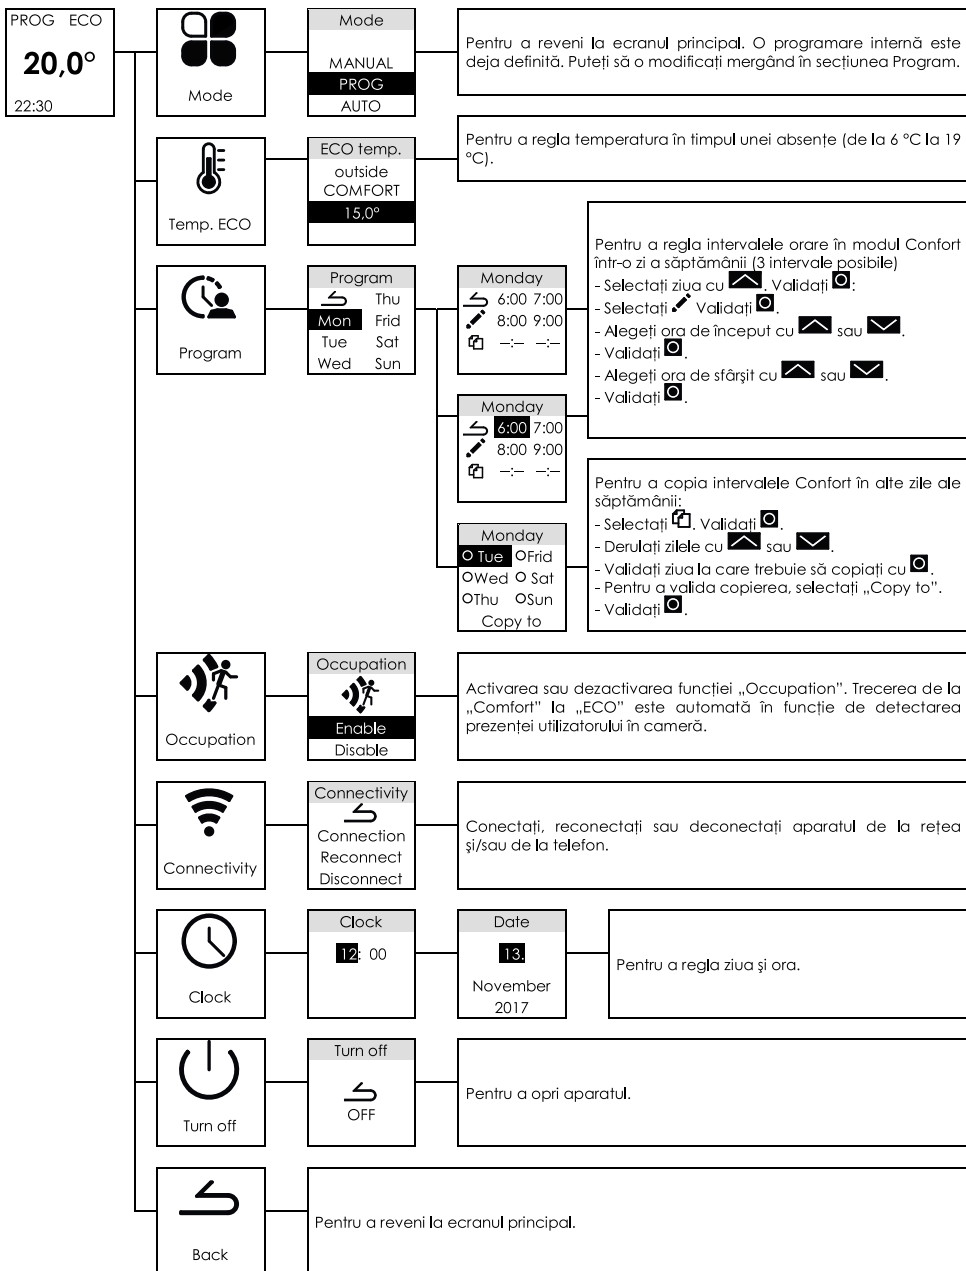 PROG ECO
20,0°
22:30
Mode
Mode
MANUAL
PROG
AUTO
Pentru a reveni la ecranul principal. O programare internă este
deja definită. Puteți să o modificați mergând în secțiunea Program.
Temp. ECO
ECO temp.
outside
COMFORT
15,0°
Pentru a regla temperatura în timpul unei absențe (de la 6 °C la 19
°C).
Program
Program
Thu
Mon Frid
Tue Sat
Wed Sun
Monday
6:00 7:00
8:00 9:00
–:– –:–
Pentru a regla intervalele orare în modul Confort
într-o zi a săptămânii (3 intervale posibile)
- Selectați ziua cu . Validați :
- Selectați Validați .
- Alegeți ora de început cu sau .
- Validați .
- Alegeți ora de sfârşit cu sau .
- Validați .
Monday
6:00 7:00
8:00 9:00
–:– –:–
Monday
Tue Frid
Wed Sat
Thu Sun
Copy to
Pentru a copia intervalele Confort în alte zile ale
săptămânii:
- Selectați . Validați .
- Derulați zilele cu sau .
- Validați ziua la care trebuie să copiați cu .
- Pentru a valida copierea, selectați „Copy to”.
- Validați .
Occupation
Occupation
Enable
Disable
Activarea sau dezactivarea funcției „Occupation”. Trecerea de la
„Comfort” la „ECO” este automată în funcție de detectarea
prezenței utilizatorului în cameră.
Connectivity
Connectivity
Connection
Reconnect
Disconnect
Conectați, reconectați sau deconectați aparatul de la rețea
şi/sau de la telefon.
Clock
Clock
12: 00
Date
13.
November
2017
Pentru a regla ziua şi ora.
Turn off
Turn off
OFF
Pentru a opri aparatul.
Back
Pentru a reveni la ecranul principal.